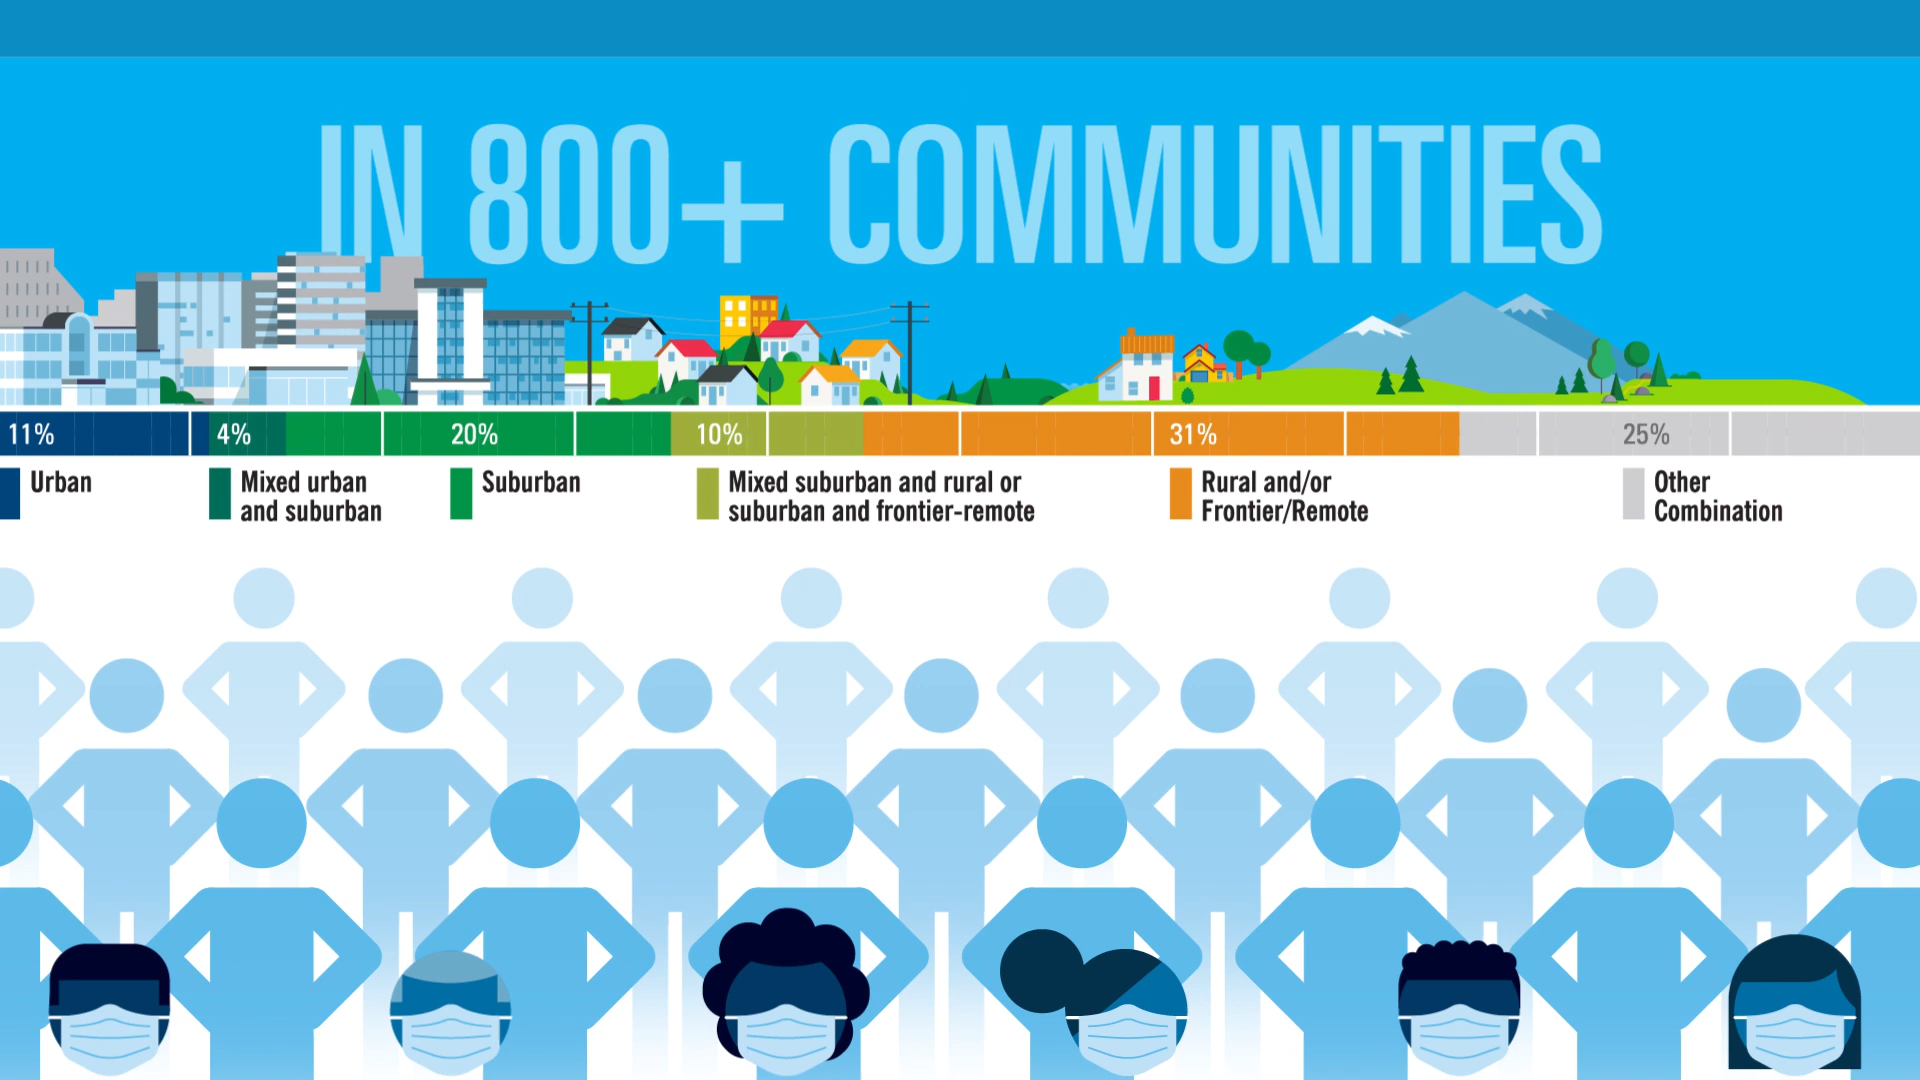 IN 800+ COMMUNITIES
11% 4% 20% 10% 31% 25%
Urban
Mixed urban
and suburban
Suburban
Mixed suburban and rural or
suburban and frontier-remote
Rural and/or
Frontier/Remote
Other
Combination